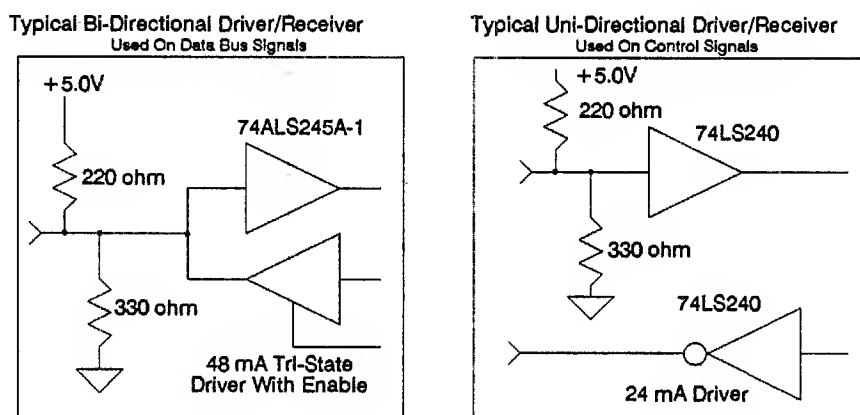 Typical Bi-Directional Driver/Receiver
Used On Data Bus Signals
+5.0V
74ALS245A-1
220 ohm
330 ohm
48 mA Tri-State
Driver With Enable
Typical Uni-Directional Driver/Receiver
Used On Control Signals
+5.0V
220 ohm
74LS240
330 ohm
74LS240
24 mA Driver